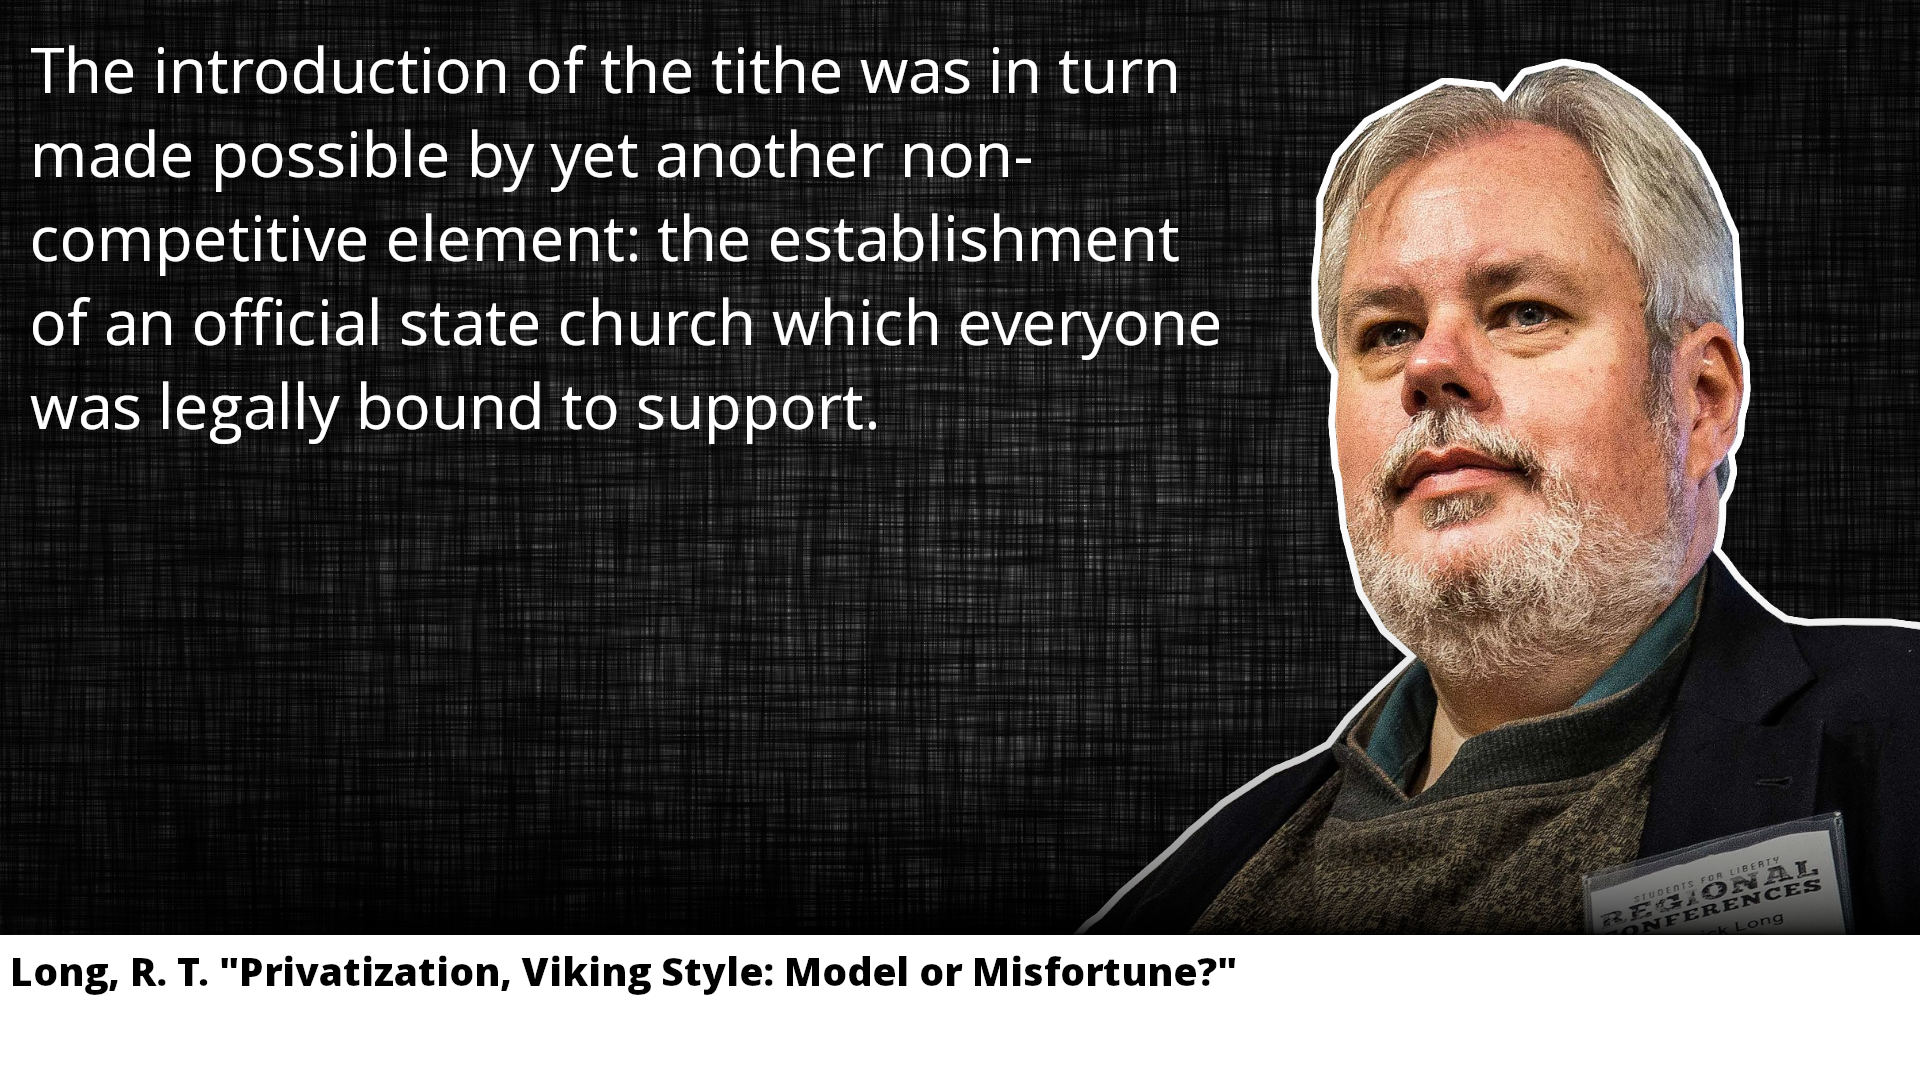 The introduction of the tithe was in turn
made possible by yet another non-
competitive element: the establishment
of an official state church which everyone
was legally bound to support.
STUDENTS FOR LIBERTY
REGIONAL
CONFERENCES
Long
Long, R. T. "Privatization, Viking Style: Model or Misfortune?"